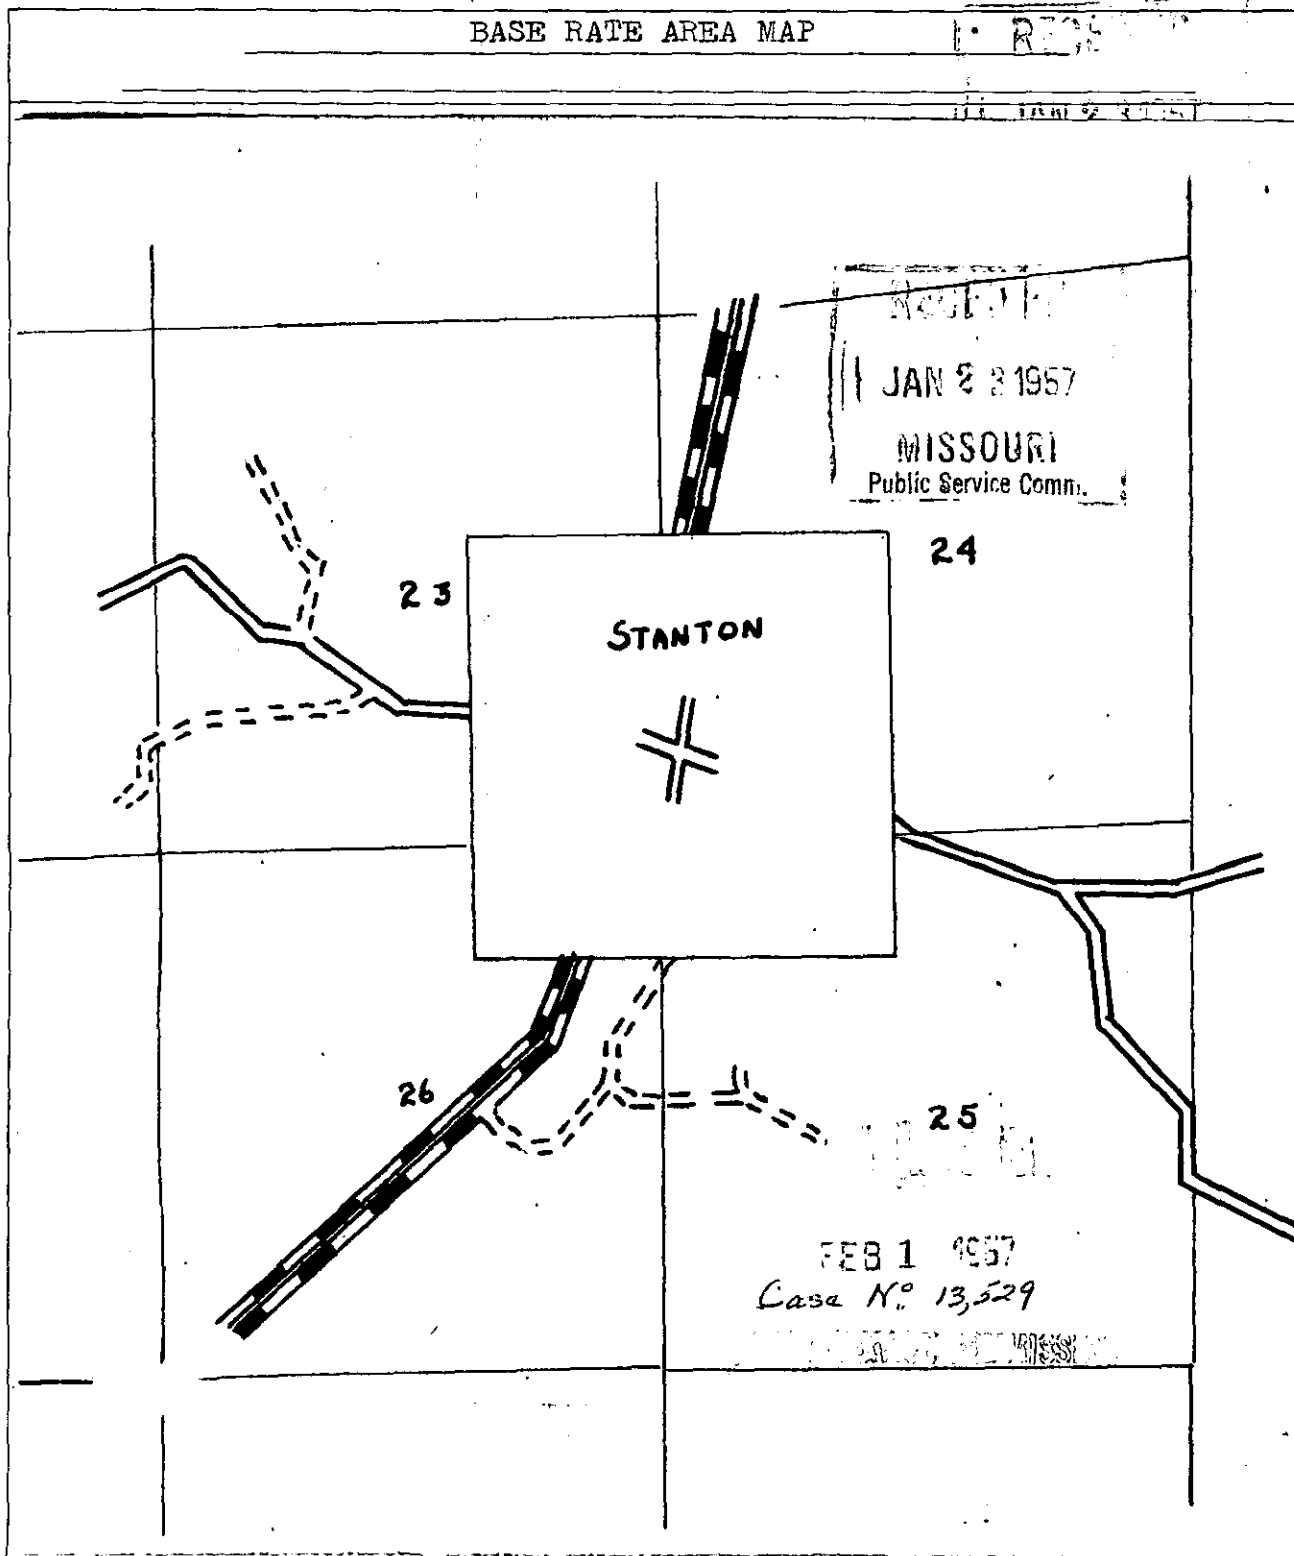 BASE RATE AREA MAP
JAN 2 3 1957
MISSOURI
Public Service Comm.
24
23
STANTON
26
25
FEB 1 1957
Case Nº 13,529